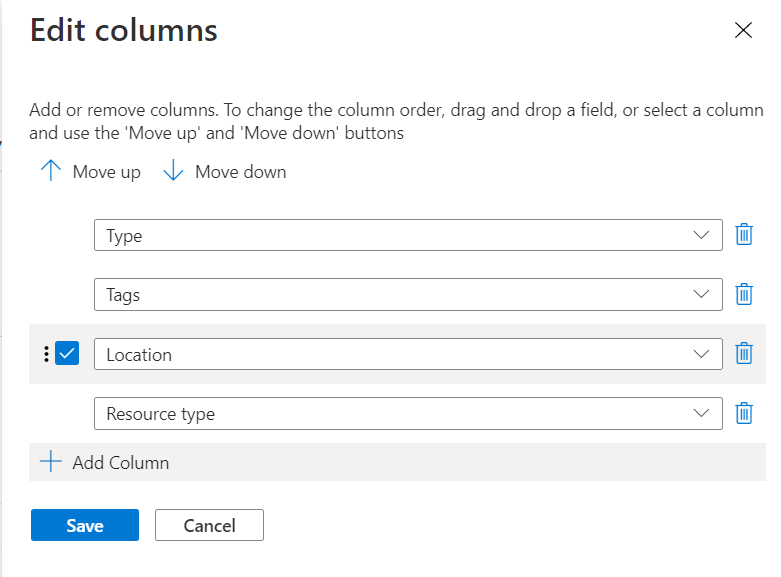 Edit columns
Add or remove columns. To change the column order, drag and drop a field, or select a column
and use the 'Move up' and 'Move down' buttons
Move up Move down
Type
Tags
Location
Resource type
Add Column
Save Cancel